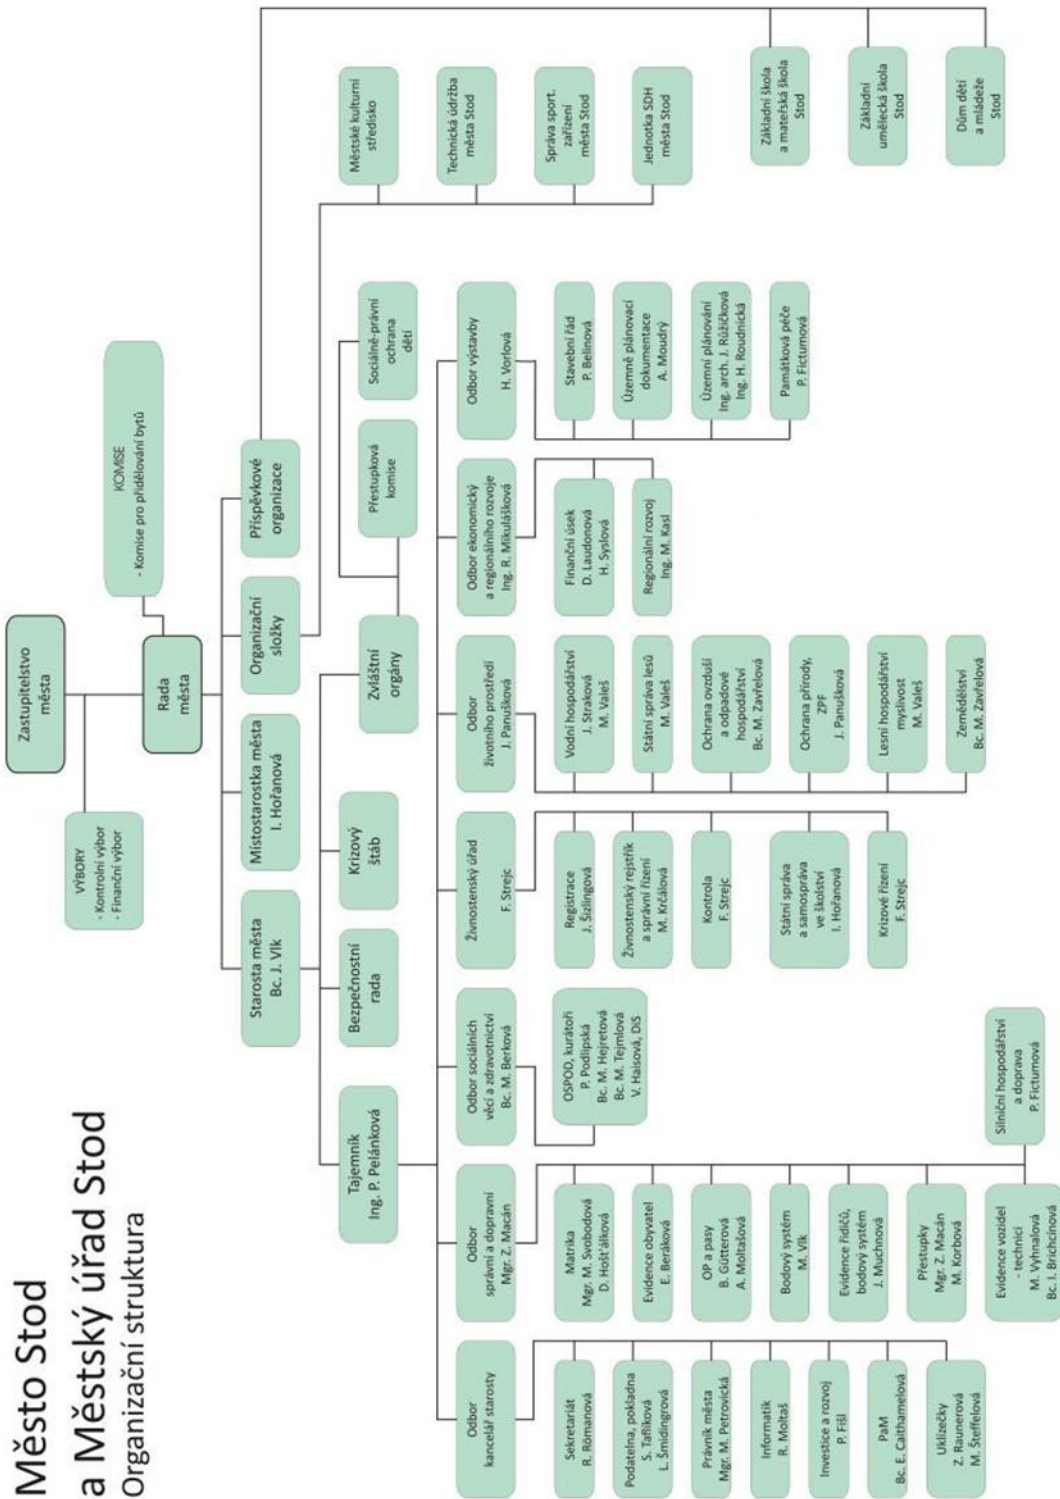 Město Stod
a Městský úřad Stod
Organizační struktura
Zastupitelstvo
města
VÝBORY
- Kontrolní výbor
- Finanční výbor
KOMISE
- Komise pro přidělování bytů
Rada
města
Starosta města
Bc. J. Vlk
Místostarostka města
I. Hořanová
Organizační
složky
Příspěvkové
organizace
Tajemník
Ing. P. Pelánková
Bezpečnostní
rada
Krizový
štáb
Zvláštní
orgány
Přestupková
komise
Sociálně-právní
ochrana
dětí
Městské kulturní
středisko
Technická údržba
města Stod
Správa sport.
zařízení
města Stod
Jednotka SDH
města Stod
Základní škola
a mateřská škola
Stod
Základní
umělecká škola
Stod
Dům dětí
a mládeže
Stod
Odbor
kancelář starosty
Sekretariát
R. Rómanová
Podatelna, pokladna
S. Taflíková
L. Šmidingrová
Právník města
Mgr. M. Petrovická
Informatik
R. Moltaš
Investice a rozvoj
P. Fišl
PaM
Bc. E. Caithamelová
Uklízečky
Z. Raunerová
M. Šteffelová
Odbor
správní a dopravní
Mgr. Z. Macán
Matrika
Mgr. M. Svobodová
D. Hošťálková
Evidence obyvatel
E. Beráková
OP a pasy
B. Gütterová
A. Moltašová
Bodový systém
M. Vlk
Evidence řidičů,
bodový systém
J. Muchnová
Přestupky
Mgr. Z. Macán
M. Korbová
Evidence vozidel
- technici
M. Vyhnalová
Bc. I. Brichcínová
Silniční hospodářství
a doprava
P. Fictumová
Odbor sociálních
věcí a zdravotnictví
Bc. M. Berková
OSPOD, kurátoři
P. Podlipská
Bc. M. Hejretová
Bc. M. Tejmlová
V. Haisová, DiS
Živnostenský úřad
F. Strejc
Registrace
J. Šizlingová
Živnostenský rejstřík
a správní řízení
M. Krčálová
Kontrola
F. Strejc
Státní správa
a samospráva
ve školství
I. Hořanová
Krizové řízení
F. Strejc
Odbor
životního prostředí
J. Panušková
Vodní hospodářství
J. Straková
M. Valeš
Státní správa lesů
M. Valeš
Ochrana ovzduší
a odpadové
hospodářství
Bc. M. Zavřelová
Ochrana přírody,
ZPF
J. Panušková
Lesní hospodářství
myslivost
M. Valeš
Zemědělství
Bc. M. Zavřelová
Odbor ekonomický
a regionálního rozvoje
Ing. R. Mikulášková
Finanční úsek
D. Laudonová
H. Syslová
Regionální rozvoj
Ing. M. Kasl
Odbor výstavby
H. Vorlová
Stavební řád
P. Belinová
Územně plánovací
dokumentace
A. Moudrý
Územní plánování
Ing. arch. J. Růžičková
Ing. H. Roudnická
Památková péče
P. Fictumová